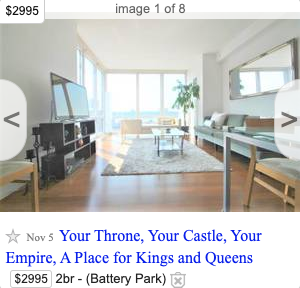 $2995
image 1 of 8
< >
Nov 5 Your Throne, Your Castle, Your
Empire, A Place for Kings and Queens
$2995 2br - (Battery Park)